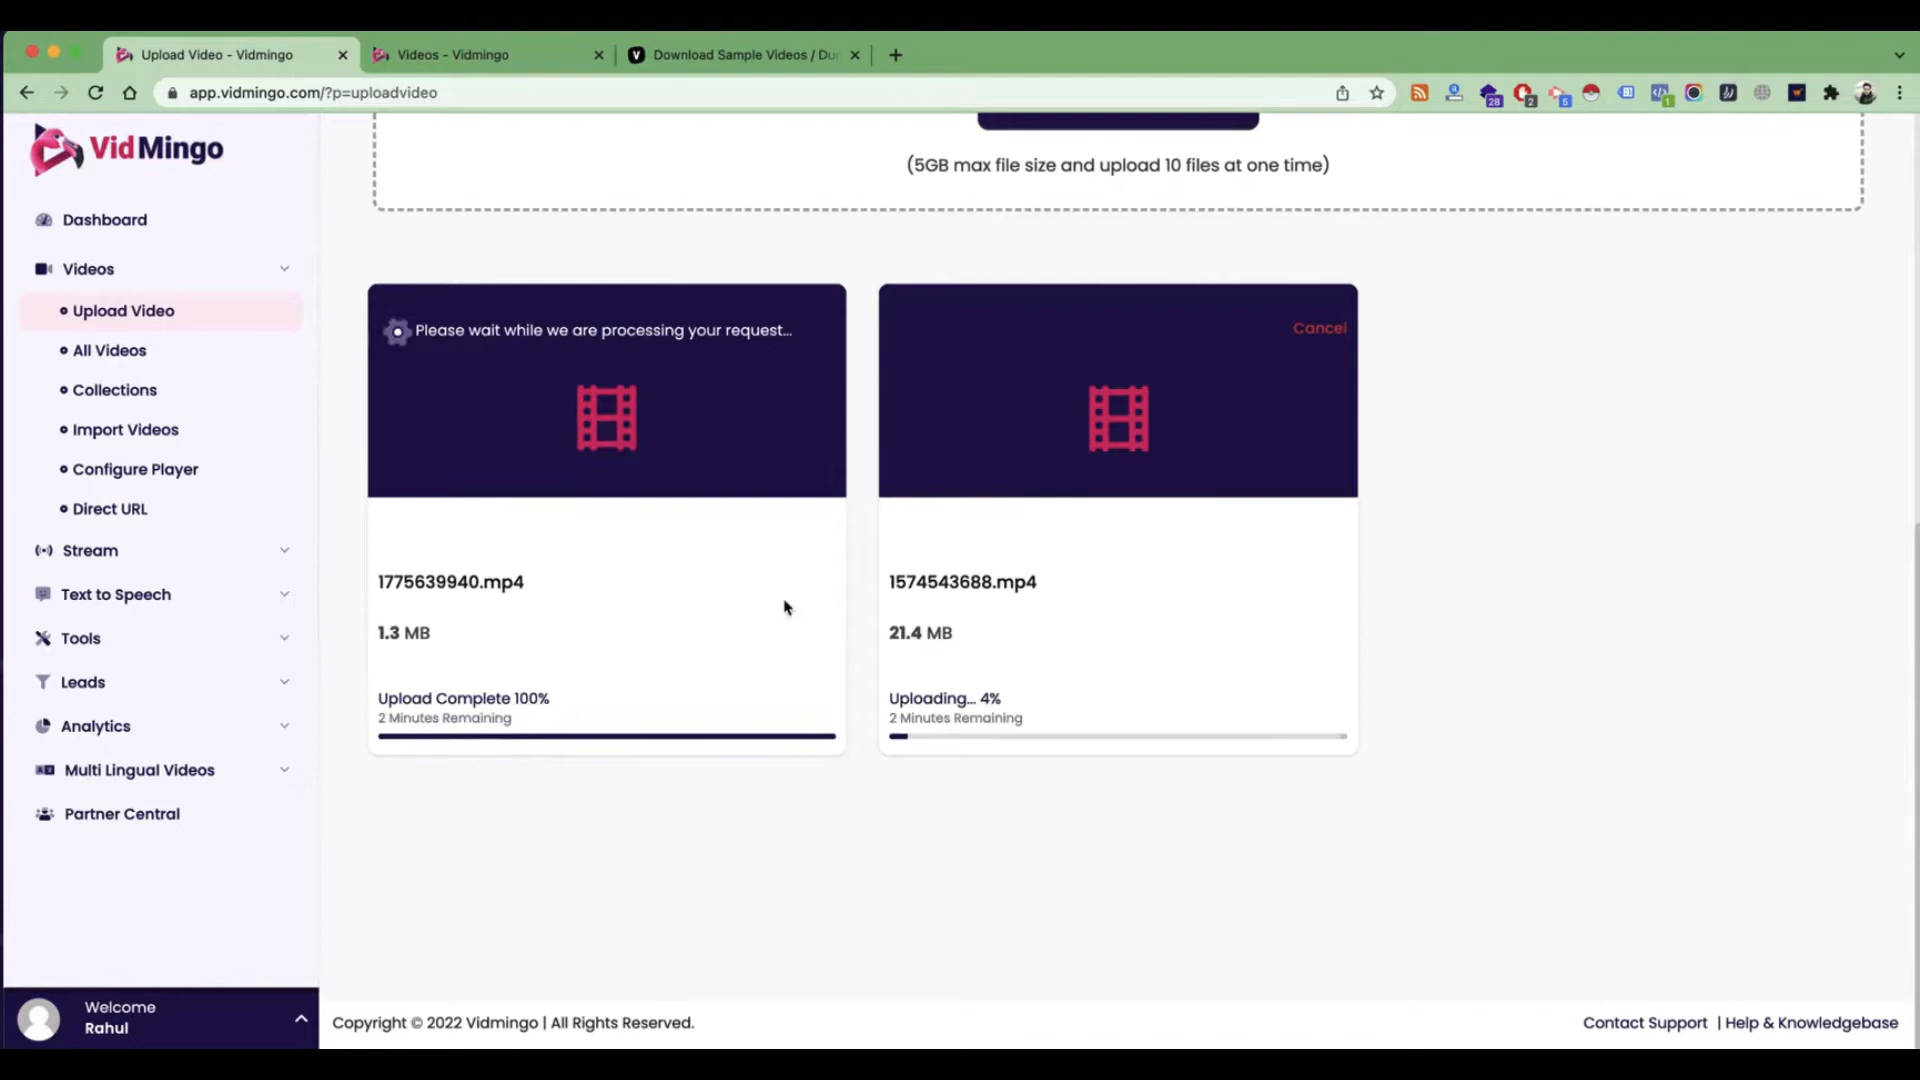 Upload Video - Vidmingo
Videos - Vidmingo
Download Sample Videos / Du
app.vidmingo.com/?p=uploadvideo
28
2
5
1
VidMingo
Dashboard
Videos
Upload Video
All Videos
Collections
Import Videos
Configure Player
Direct URL
Stream
Text to Speech
Tools
Leads
Analytics
Multi Lingual Videos
Partner Central
Welcome
Rahul
(5GB max file size and upload 10 files at one time)
Please wait while we are processing your request...
1775639940.mp4
1.3 MB
Upload Complete 100%
2 Minutes Remaining
Cancel
1574543688.mp4
21.4 MB
Uploading... 4%
2 Minutes Remaining
Copyright © 2022 Vidmingo | All Rights Reserved.
Contact Support | Help & Knowledgebase